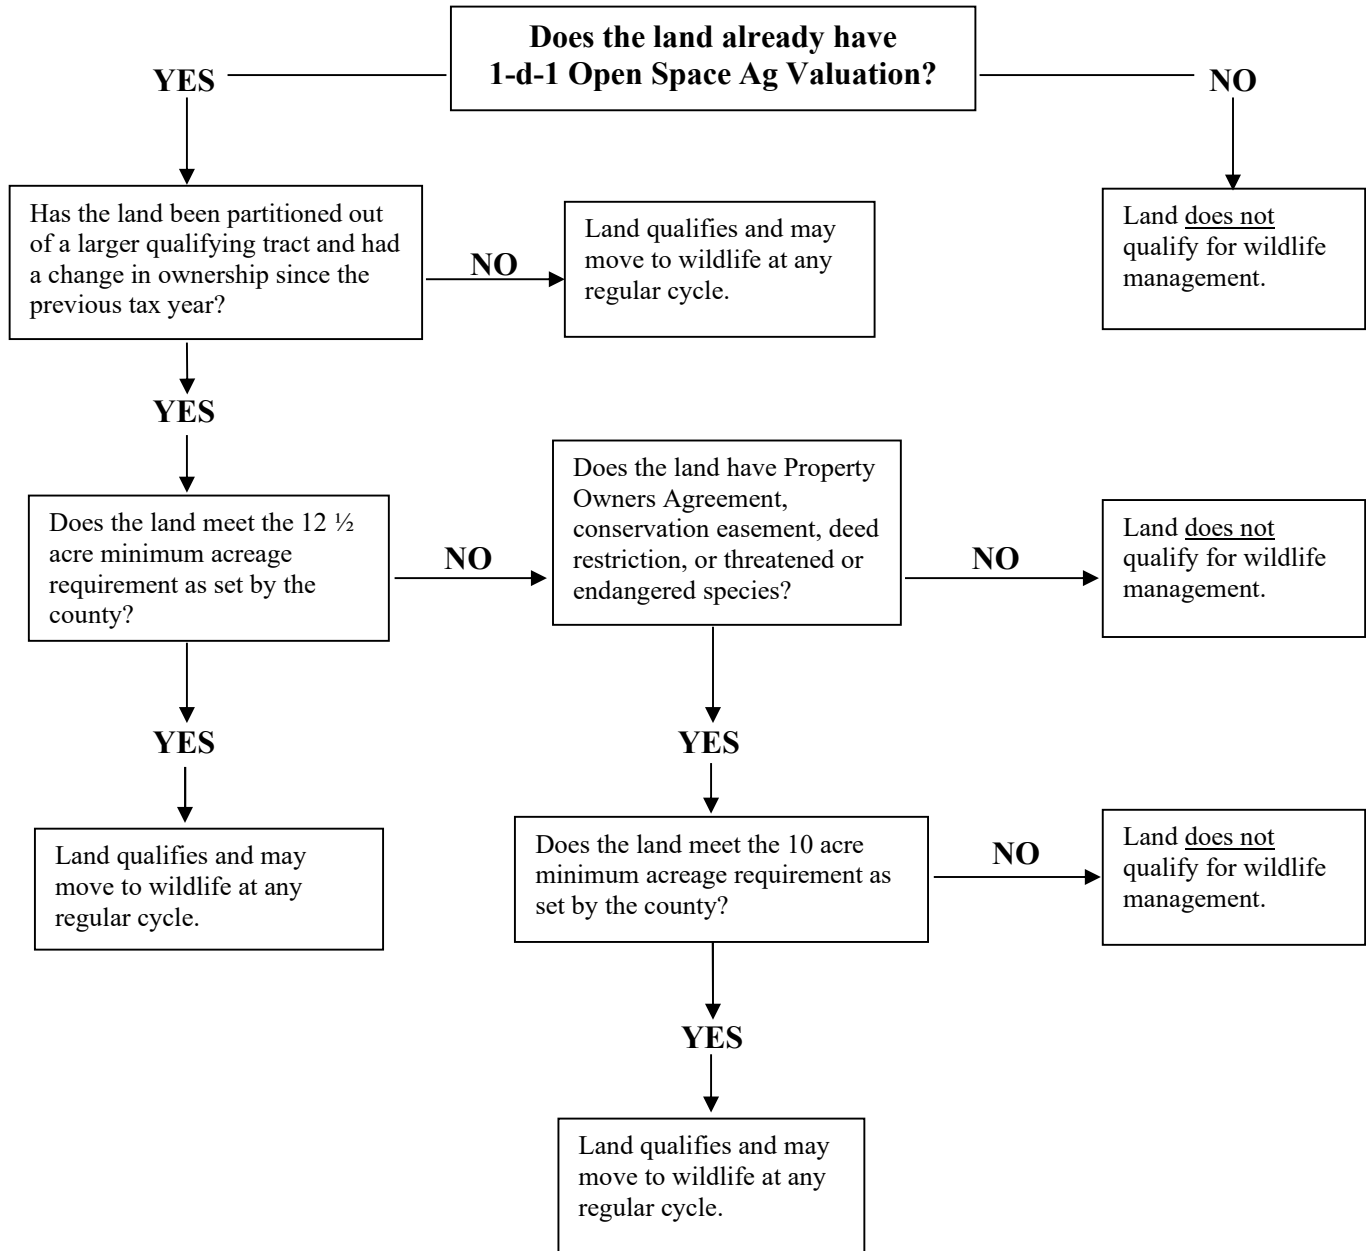 Does the land already have
1-d-1 Open Space Ag Valuation?
YES
NO
Has the land been partitioned out
of a larger qualifying tract and had
a change in ownership since the
previous tax year?
NO
Land qualifies and may
move to wildlife at any
regular cycle.
Land does not
qualify for wildlife
management.
YES
Does the land meet the 12 ½
acre minimum acreage
requirement as set by the
county?
NO
Does the land have Property
Owners Agreement,
conservation easement, deed
restriction, or threatened or
endangered species?
NO
Land does not
qualify for wildlife
management.
YES
YES
Land qualifies and may
move to wildlife at any
regular cycle.
Does the land meet the 10 acre
minimum acreage requirement as
set by the county?
NO
Land does not
qualify for wildlife
management.
YES
Land qualifies and may
move to wildlife at any
regular cycle.